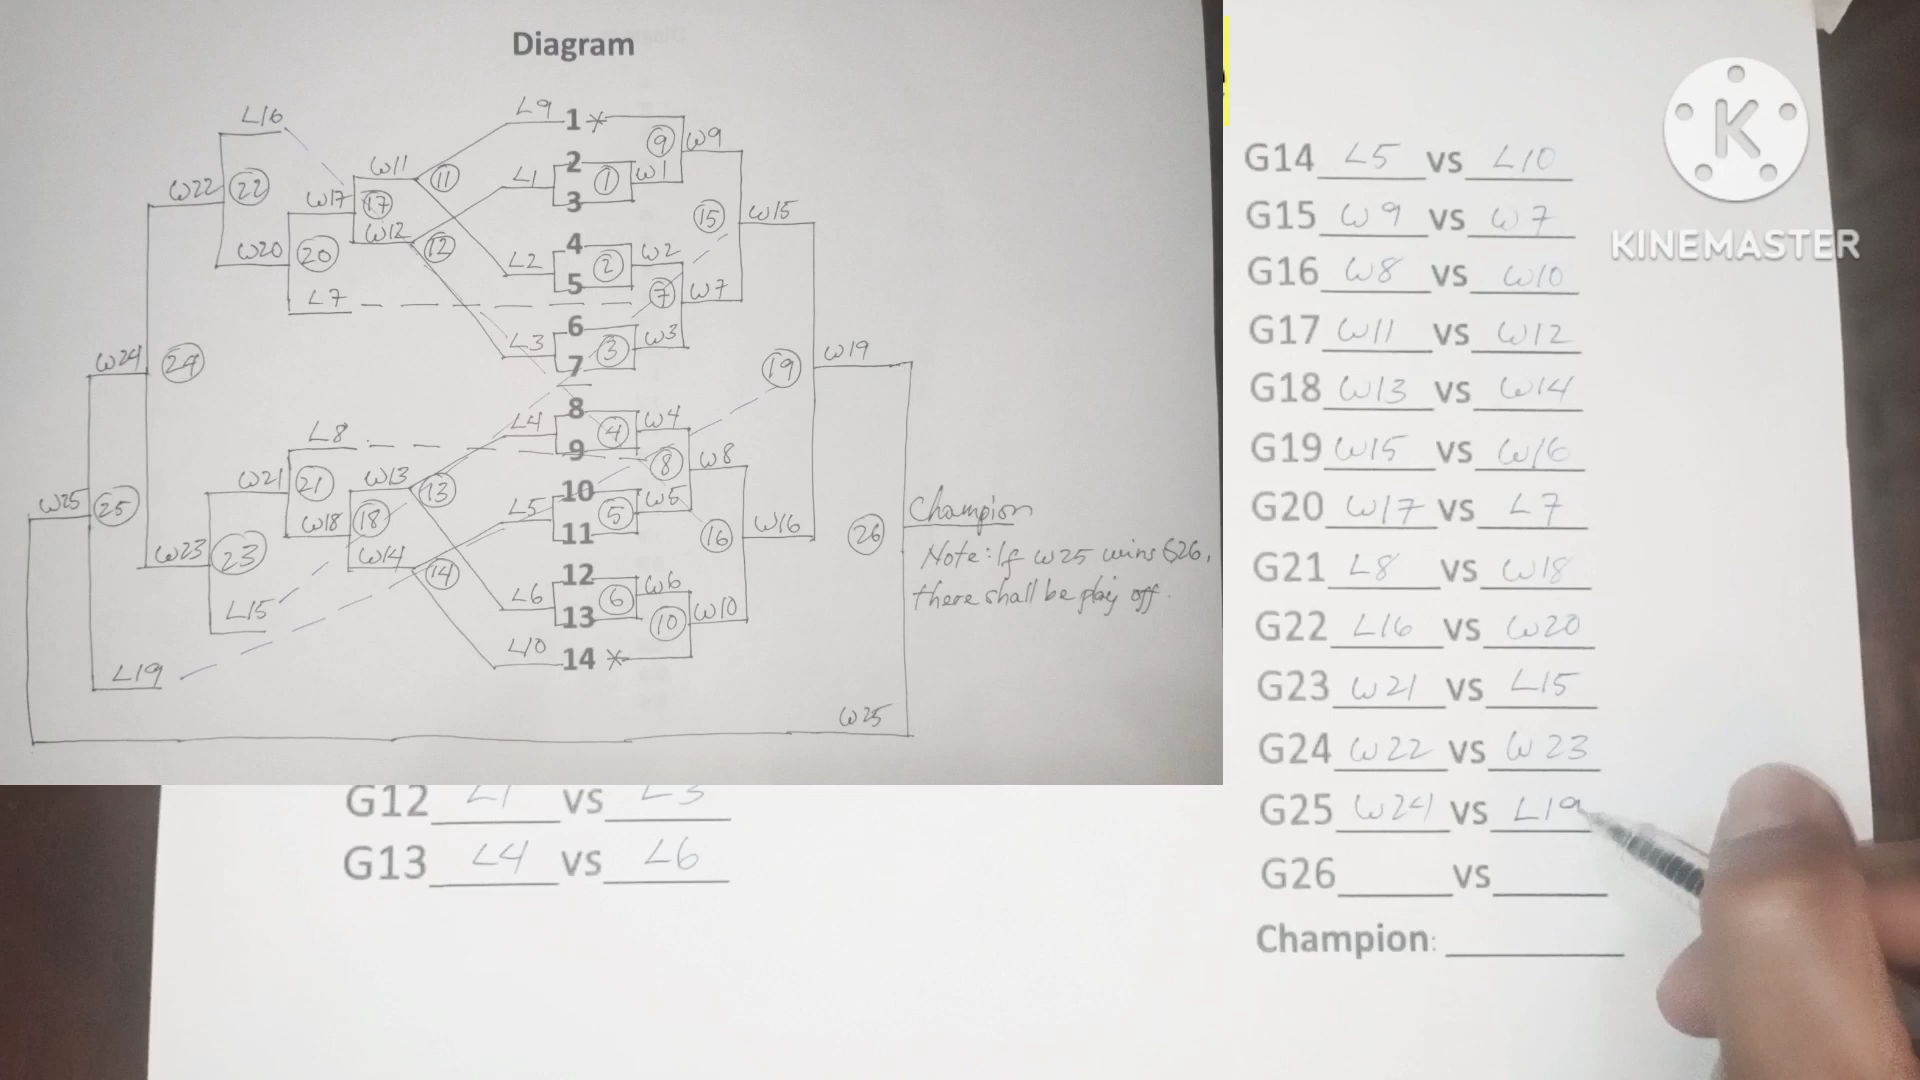 Diagram
L16
L9 1 *
9 W9
W11
11
2
L1
1 W1
3
W22 22
W17 17
15 W15
W12
12
4
W2
W20 20
L2
2
5
L7
7 W7
6
W3
L3
3
7
W24 24
19 W19
8
W4
L4
4
L8
9
8 W8
W21 21
W13
13
10
W5
L5
5
11
W25 25
W18 18
16 W16
26
Champion
W14
14
Note: If W25 wins G26,
there shall be play off.
W23 23
12
W6
L6
6
13
10 W10
L15
L10 14 *
L19
W25
G12 L1 vs L3
G13 L4 vs L6
G14 L5 vs L10
G15 W9 vs W7
G16 W8 vs W10
G17 W11 vs W12
G18 W13 vs W14
G19 W15 vs W16
G20 W17 vs L7
G21 L8 vs W18
G22 L16 vs W20
G23 W21 vs L15
G24 W22 vs W23
G25 W24 vs L19
G26 vs
Champion:
K
KINEMASTER